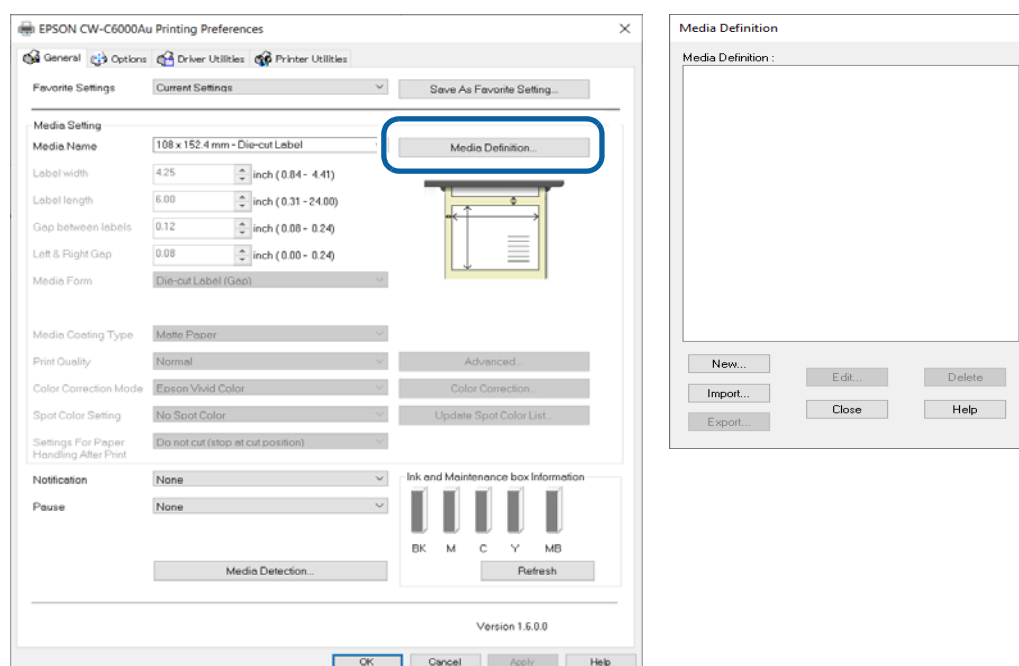 EPSON CW-C6000Au Printing Preferences
General Options Driver Utilities Printer Utilities
Favorite Settings Current Settings Save As Favorite Setting...
Media Setting
Media Name 108 x 152.4 mm - Die-cut Label Media Definition...
Label width 4.25 inch ( 0.84 - 4.41)
Label length 6.00 inch ( 0.31 - 24.00)
Gap between labels 0.12 inch ( 0.08 - 0.24)
Left & Right Gap 0.08 inch ( 0.00 - 0.24)
Media Form Die-cut Label (Gap)
Media Coating Type Matte Paper
Print Quality Normal Advanced...
Color Correction Mode Epson Vivid Color Color Correction...
Spot Color Setting No Spot Color Update Spot Color List...
Settings For Paper
Handling After Print
Do not cut (stop at cut position)
Notification None
Pause None
Ink and Maintenance box Information
BK M C Y MB
Media Detection... Refresh
Version 1.6.0.0
OK Cancel Apply Help
Media Definition
Media Definition :
New...
Edit... Delete
Import...
Close Help
Export...